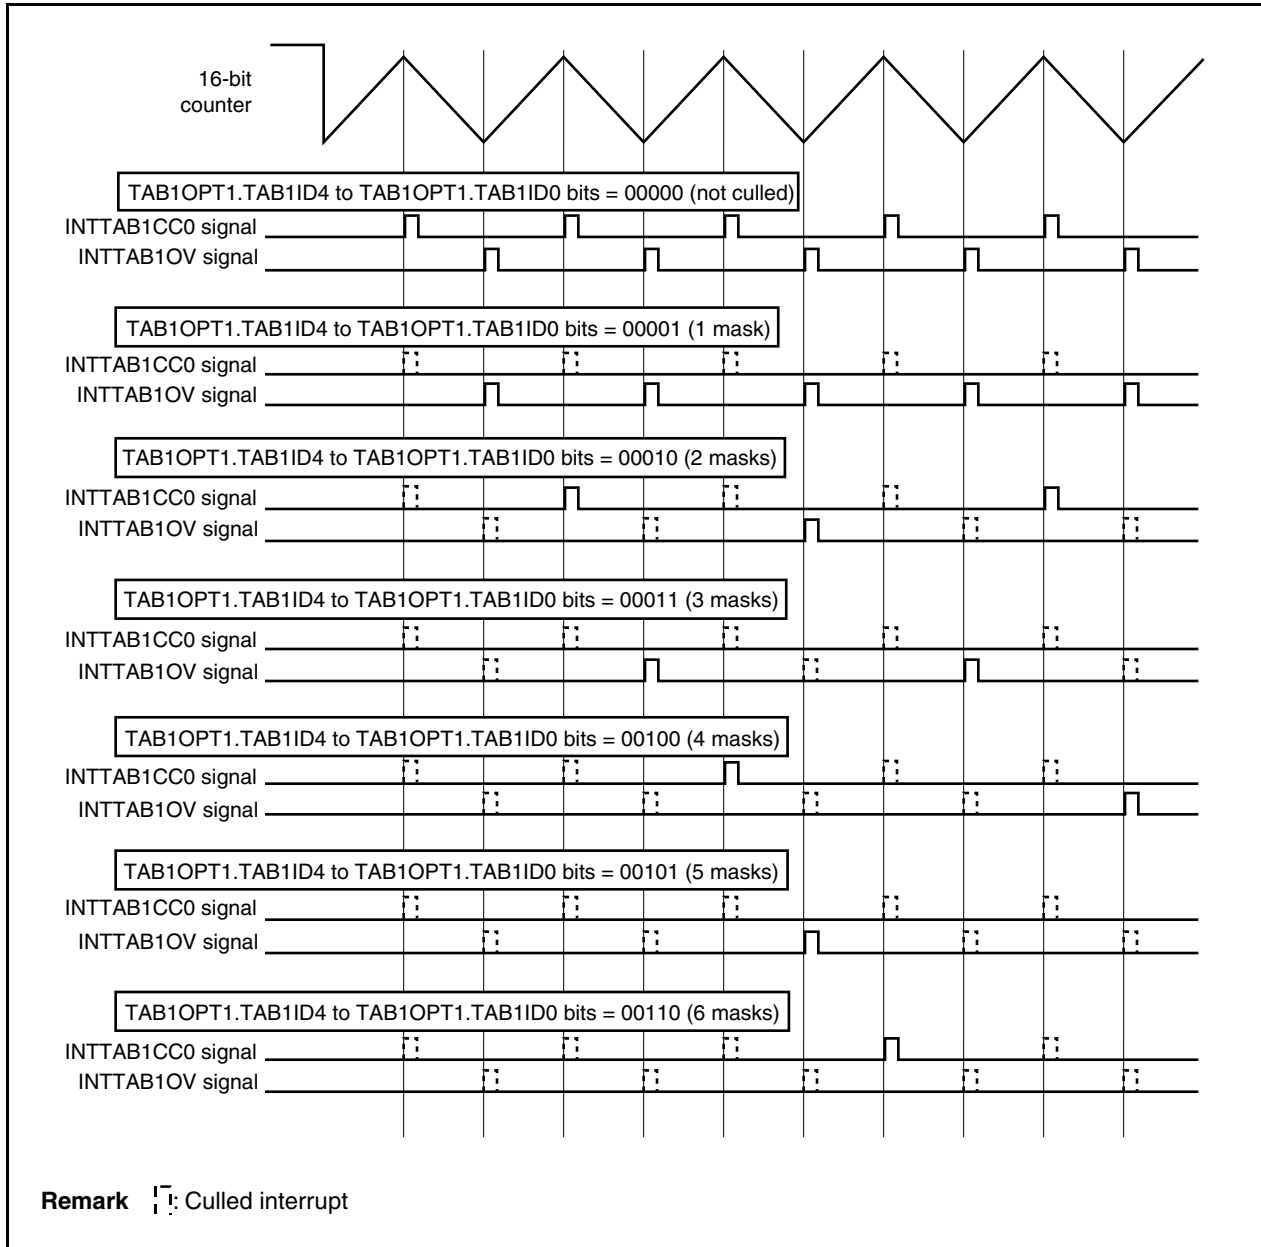 16-bit
counter
TAB1OPT1.TAB1ID4 to TAB1OPT1.TAB1ID0 bits = 00000 (not culled)
INTTAB1CC0 signal
INTTAB1OV signal
TAB1OPT1.TAB1ID4 to TAB1OPT1.TAB1ID0 bits = 00001 (1 mask)
INTTAB1CC0 signal
INTTAB1OV signal
TAB1OPT1.TAB1ID4 to TAB1OPT1.TAB1ID0 bits = 00010 (2 masks)
INTTAB1CC0 signal
INTTAB1OV signal
TAB1OPT1.TAB1ID4 to TAB1OPT1.TAB1ID0 bits = 00011 (3 masks)
INTTAB1CC0 signal
INTTAB1OV signal
TAB1OPT1.TAB1ID4 to TAB1OPT1.TAB1ID0 bits = 00100 (4 masks)
INTTAB1CC0 signal
INTTAB1OV signal
TAB1OPT1.TAB1ID4 to TAB1OPT1.TAB1ID0 bits = 00101 (5 masks)
INTTAB1CC0 signal
INTTAB1OV signal
TAB1OPT1.TAB1ID4 to TAB1OPT1.TAB1ID0 bits = 00110 (6 masks)
INTTAB1CC0 signal
INTTAB1OV signal
Remark : Culled interrupt